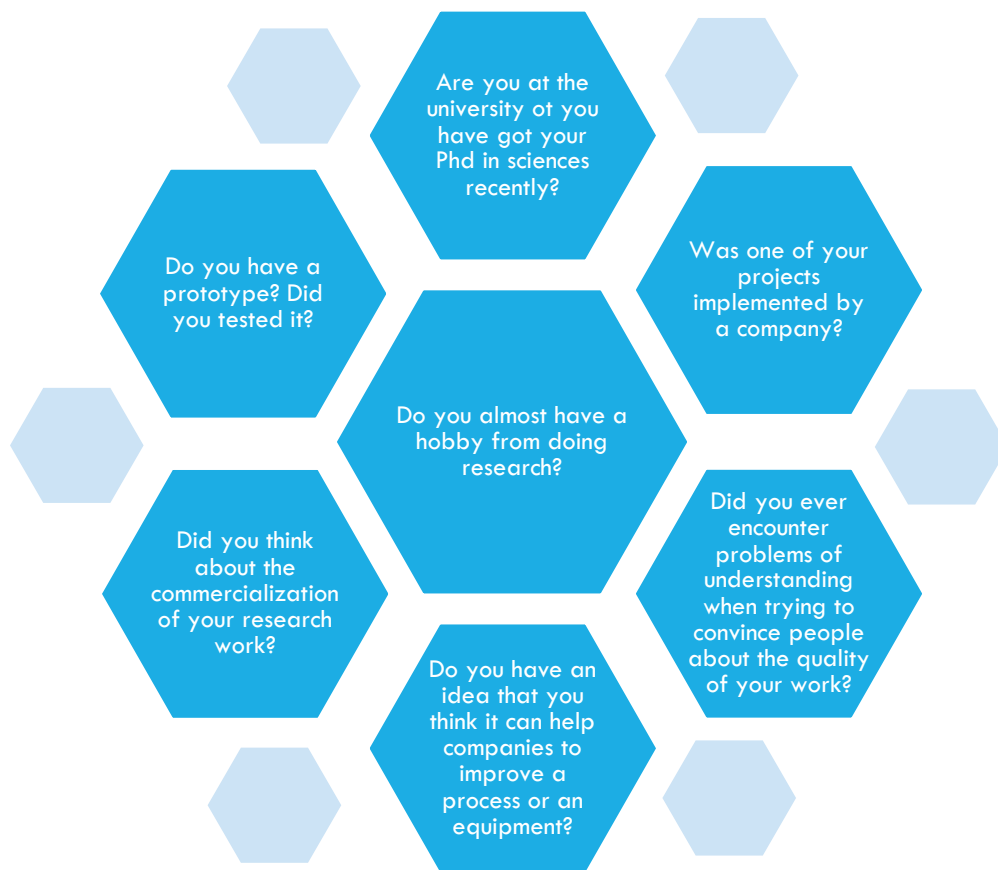 Are you at the
university ot you
have got your
Phd in sciences
recently?
Do you have a
prototype? Did
you tested it?
Was one of your
projects
implemented by
a company?
Do you almost have a
hobby from doing
research?
Did you think
about the
commercialization
of your research
work?
Did you ever
encounter
problems of
understanding
when trying to
convince people
about the quality
of your work?
Do you have an
idea that you
think it can help
companies to
improve a
process or an
equipment?